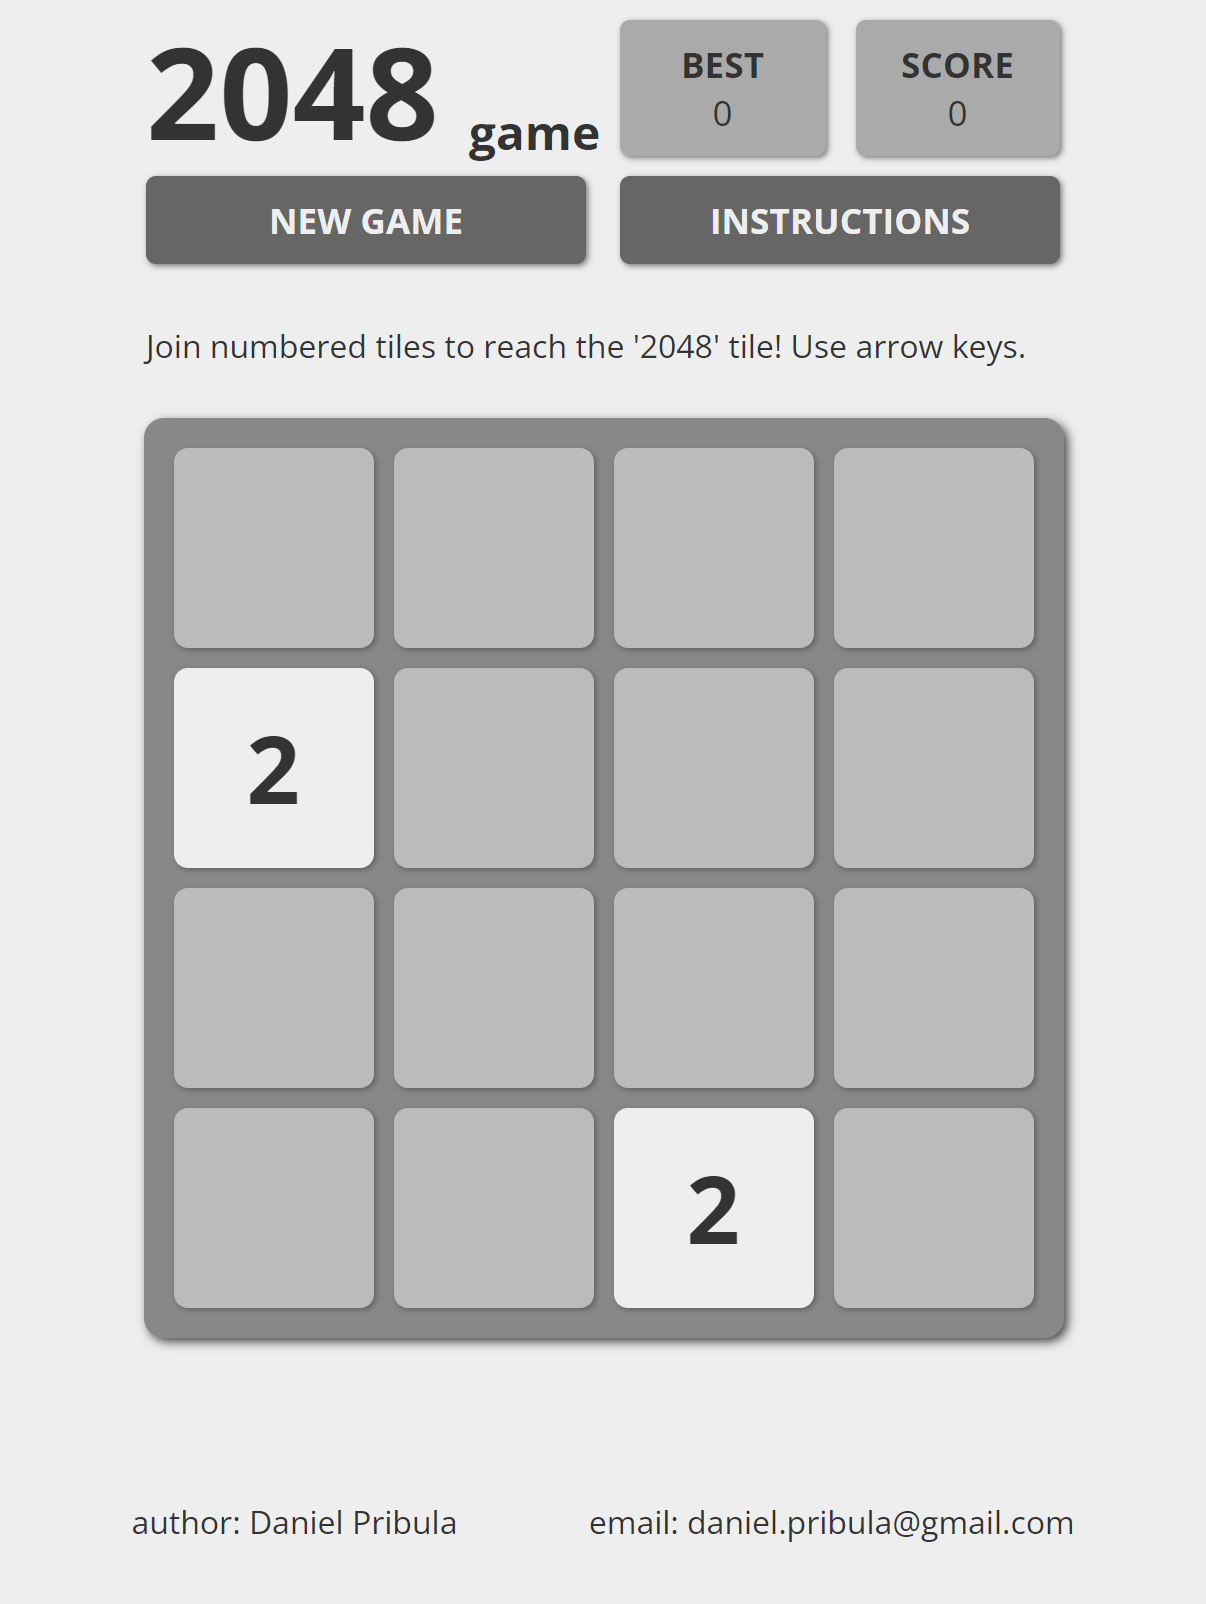 2048 game
BEST
0
SCORE
0
NEW GAME
INSTRUCTIONS
Join numbered tiles to reach the '2048' tile! Use arrow keys.
2
2
author: Daniel Pribula
email: daniel.pribula@gmail.com